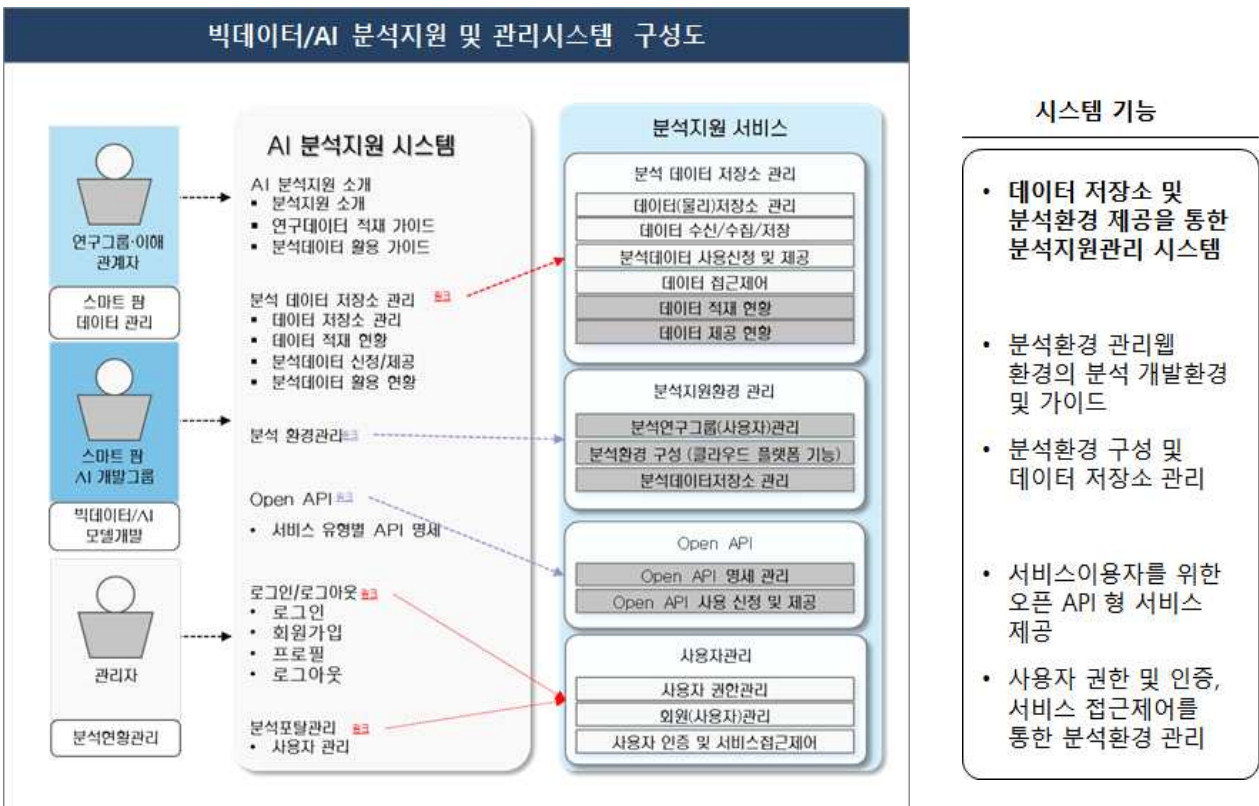 빅데이터/AI 분석지원 및 관리시스템 구성도
연구그룹·이해
관계자
스마트 팜
데이터 관리
스마트 팜
AI 개발그룹
빅데이터/AI
모델개발
관리자
분석현황관리
AI 분석지원 시스템
AI 분석지원 소개
▪ 분석지원 소개
▪ 연구데이터 적재 가이드
▪ 분석데이터 활용 가이드
분석 데이터 저장소 관리 링크
▪ 데이터 저장소 관리
▪ 데이터 적재 현황
▪ 분석데이터 신청/제공
▪ 분석데이터 활용 현황
분석 환경관리 링크
Open API 링크
• 서비스 유형별 API 명세
로그인/로그아웃 링크
• 로그인
• 회원가입
• 프로필
• 로그아웃
분석포탈관리 링크
• 사용자 관리
분석지원 서비스
분석 데이터 저장소 관리
데이터(물리)저장소 관리
데이터 수신/수집/저장
분석데이터 사용신청 및 제공
데이터 접근제어
데이터 적재 현황
데이터 제공 현황
분석지원환경 관리
분석연구그룹(사용자)관리
분석환경 구성 (클라우드 플랫폼 기능)
분석데이터저장소 관리
Open API
Open API 명세 관리
Open API 사용 신청 및 제공
사용자관리
사용자 권한관리
회원(사용자)관리
사용자 인증 및 서비스접근제어
시스템 기능
• 데이터 저장소 및
분석환경 제공을 통한
분석지원관리 시스템
• 분석환경 관리웹
환경의 분석 개발환경
및 가이드
• 분석환경 구성 및
데이터 저장소 관리
• 서비스이용자를 위한
오픈 API 형 서비스
제공
• 사용자 권한 및 인증,
서비스 접근제어를
통한 분석환경 관리